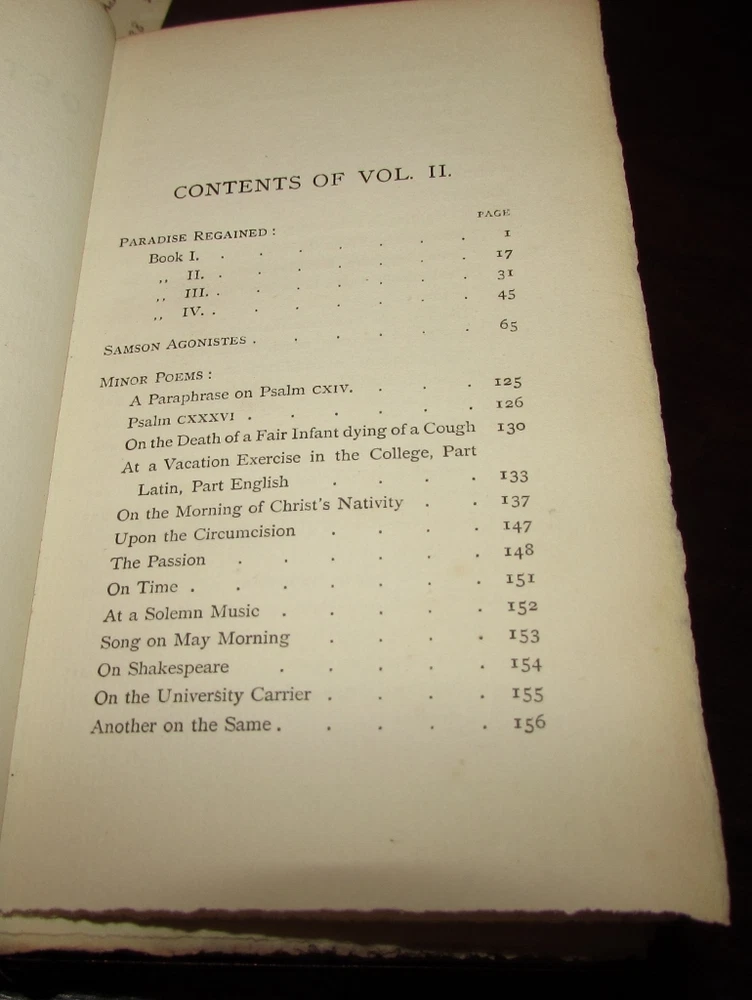 CONTENTS OF VOL. II.
PAGE
PARADISE REGAINED:
Book I. . . . . . . . 1
„ II. . . . . . . . 17
„ III. . . . . . . . 31
„ IV. . . . . . . . 45
SAMSON AGONISTES . . . . . . 65
MINOR POEMS:
A Paraphrase on Psalm CXIV. . . . 125
Psalm CXXXVI . . . . . . 126
On the Death of a Fair Infant dying of a Cough 130
At a Vacation Exercise in the College, Part
Latin, Part English . . . . 133
On the Morning of Christ's Nativity . . 137
Upon the Circumcision . . . . 147
The Passion . . . . . . 148
On Time . . . . . . . 151
At a Solemn Music . . . . . 152
Song on May Morning . . . . 153
On Shakespeare . . . . . 154
On the University Carrier . . . . 155
Another on the Same . . . . . 156